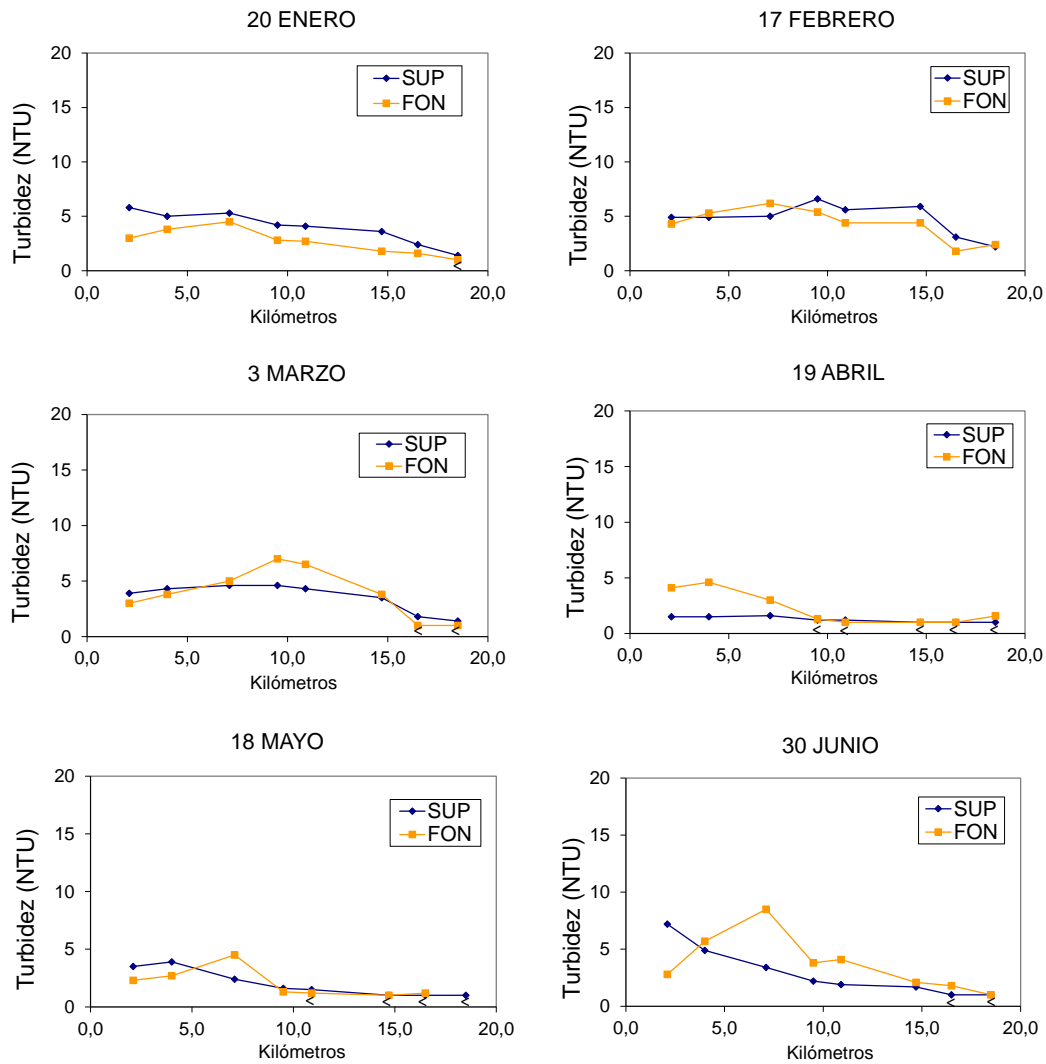 20 ENERO
Turbidez (NTU)
20
15
10
5
0
SUP
FON
<
0,0 5,0 10,0 15,0 20,0
Kilómetros
17 FEBRERO
Turbidez (NTU)
20
15
10
5
0
SUP
FON
0,0 5,0 10,0 15,0 20,0
Kilómetros
3 MARZO
Turbidez (NTU)
20
15
10
5
0
SUP
FON
< <
0,0 5,0 10,0 15,0 20,0
Kilómetros
19 ABRIL
Turbidez (NTU)
20
15
10
5
0
SUP
FON
< < < < <
0,0 5,0 10,0 15,0 20,0
Kilómetros
18 MAYO
Turbidez (NTU)
20
15
10
5
0
SUP
FON
< < < <
0,0 5,0 10,0 15,0 20,0
Kilómetros
30 JUNIO
Turbidez (NTU)
20
15
10
5
0
SUP
FON
< <
0,0 5,0 10,0 15,0 20,0
Kilómetros